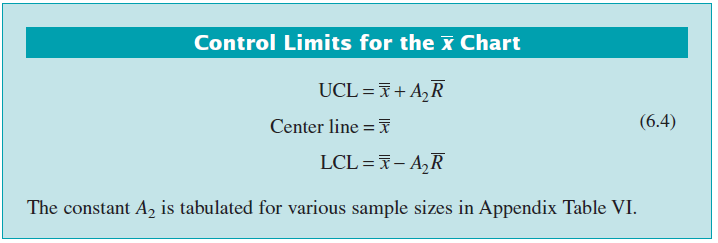 Control Limits for the x̄ Chart
UCL = x̿ + A₂R̄
Center line = x̿
(6.4)
LCL = x̿ − A₂R̄
The constant A₂ is tabulated for various sample sizes in Appendix Table VI.